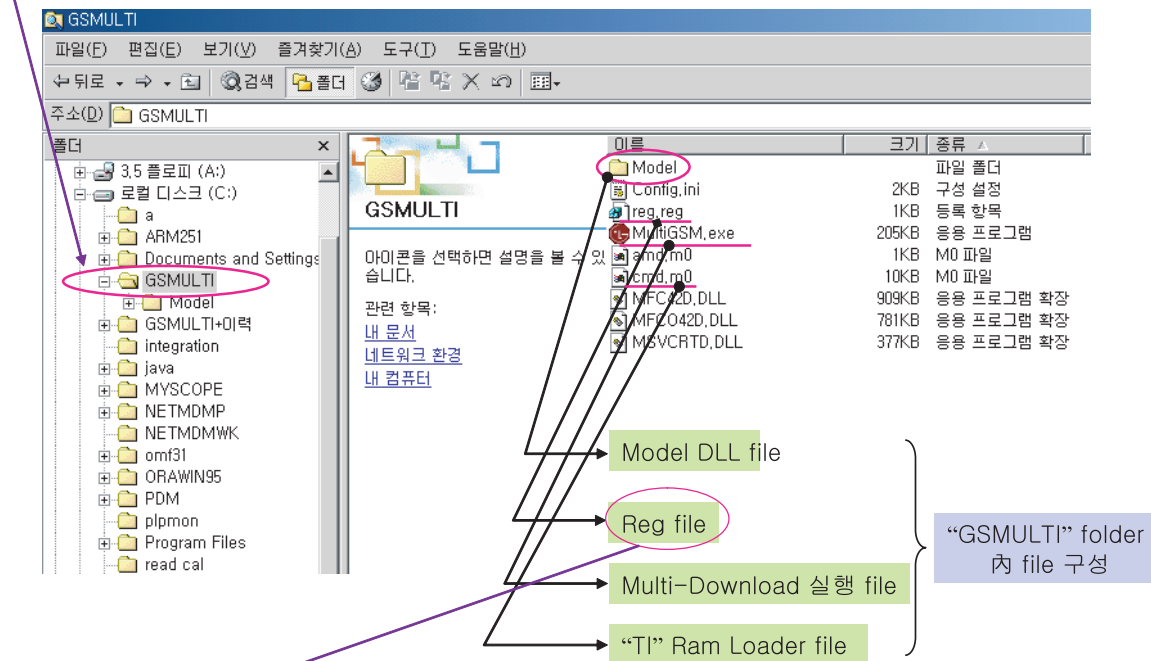 GSMULTI
파일(F) 편집(E) 보기(V) 즐겨찾기(A) 도구(T) 도움말(H)
뒤로 검색 폴더
주소(D) GSMULTI
폴더
3,5 플로피 (A:)
로컬 디스크 (C:)
a
ARM251
Documents and Settings
GSMULTI
Model
GSMULTI+이력
integration
java
MYSCOPE
NETMDMP
NETMDMWK
omf31
ORAWIN95
PDM
plpmon
Program Files
read cal
GSMULTI
아이콘을 선택하면 설명을 볼 수 있
습니다.
관련 항목:
내 문서
네트워크 환경
내 컴퓨터
이름 크기 종류
Model 파일 폴더
Config,ini 2KB 구성 설정
reg,reg 1KB 등록 항목
MultiGSM,exe 205KB 응용 프로그램
amd,m0 1KB M0 파일
cmd,m0 10KB M0 파일
MFC42D,DLL 909KB 응용 프로그램 확장
MFCO42D,DLL 781KB 응용 프로그램 확장
MSVCRTD,DLL 377KB 응용 프로그램 확장
Model DLL file
Reg file
Multi-Download 실행 file
“TI” Ram Loader file
“GSMULTI” folder
內 file 구성